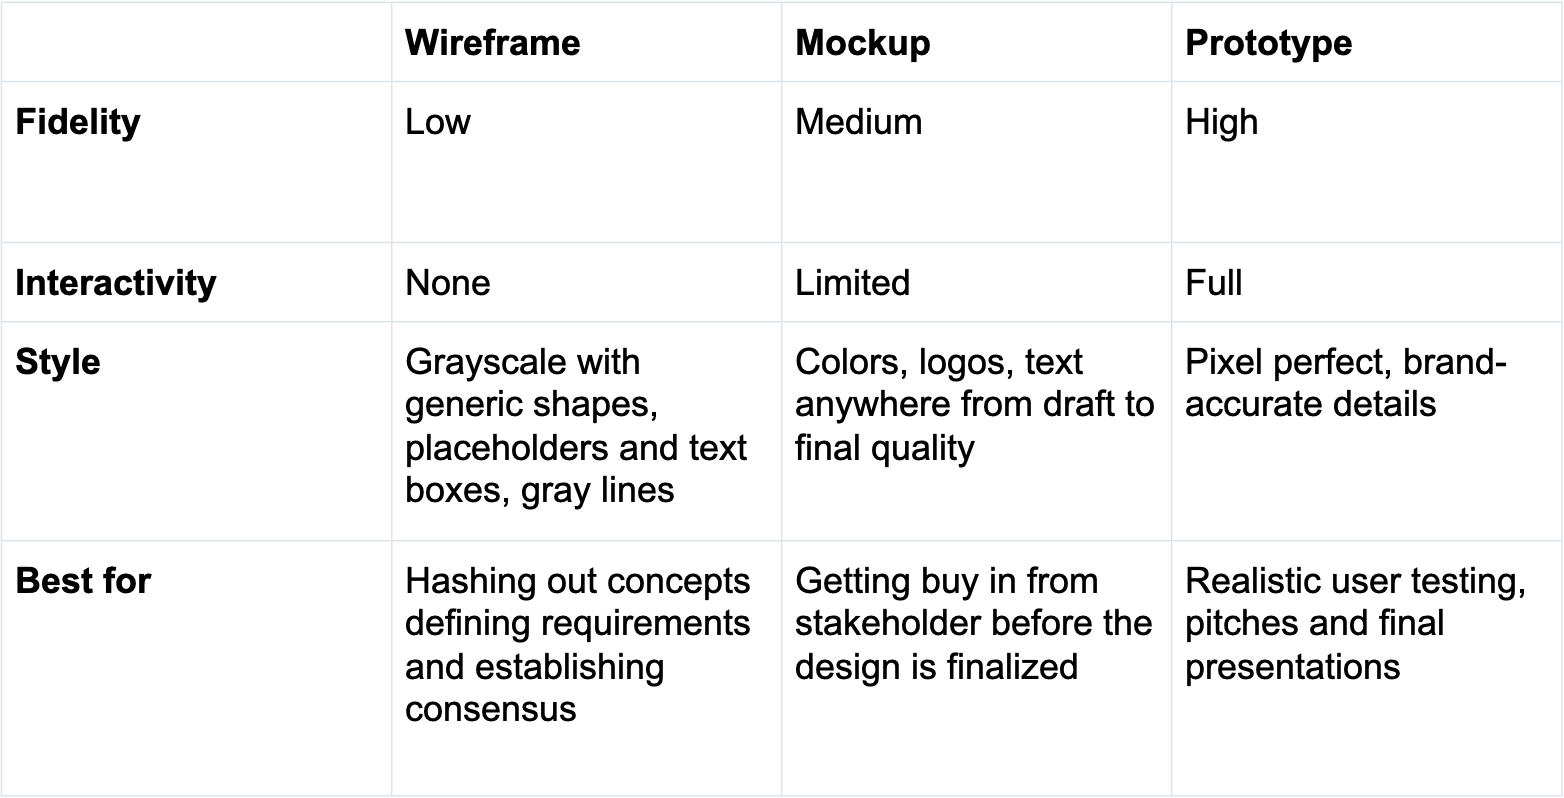 Wireframe Mockup Prototype
Fidelity Low Medium High
Interactivity None Limited Full
Style Grayscale with Colors, logos, text Pixel perfect, brand-
generic shapes, anywhere from draft to accurate details
placeholders and text final quality
boxes, gray lines
Best for Hashing out concepts Getting buy in from Realistic user testing,
defining requirements stakeholder before the pitches and final
and establishing design is finalized presentations
consensus